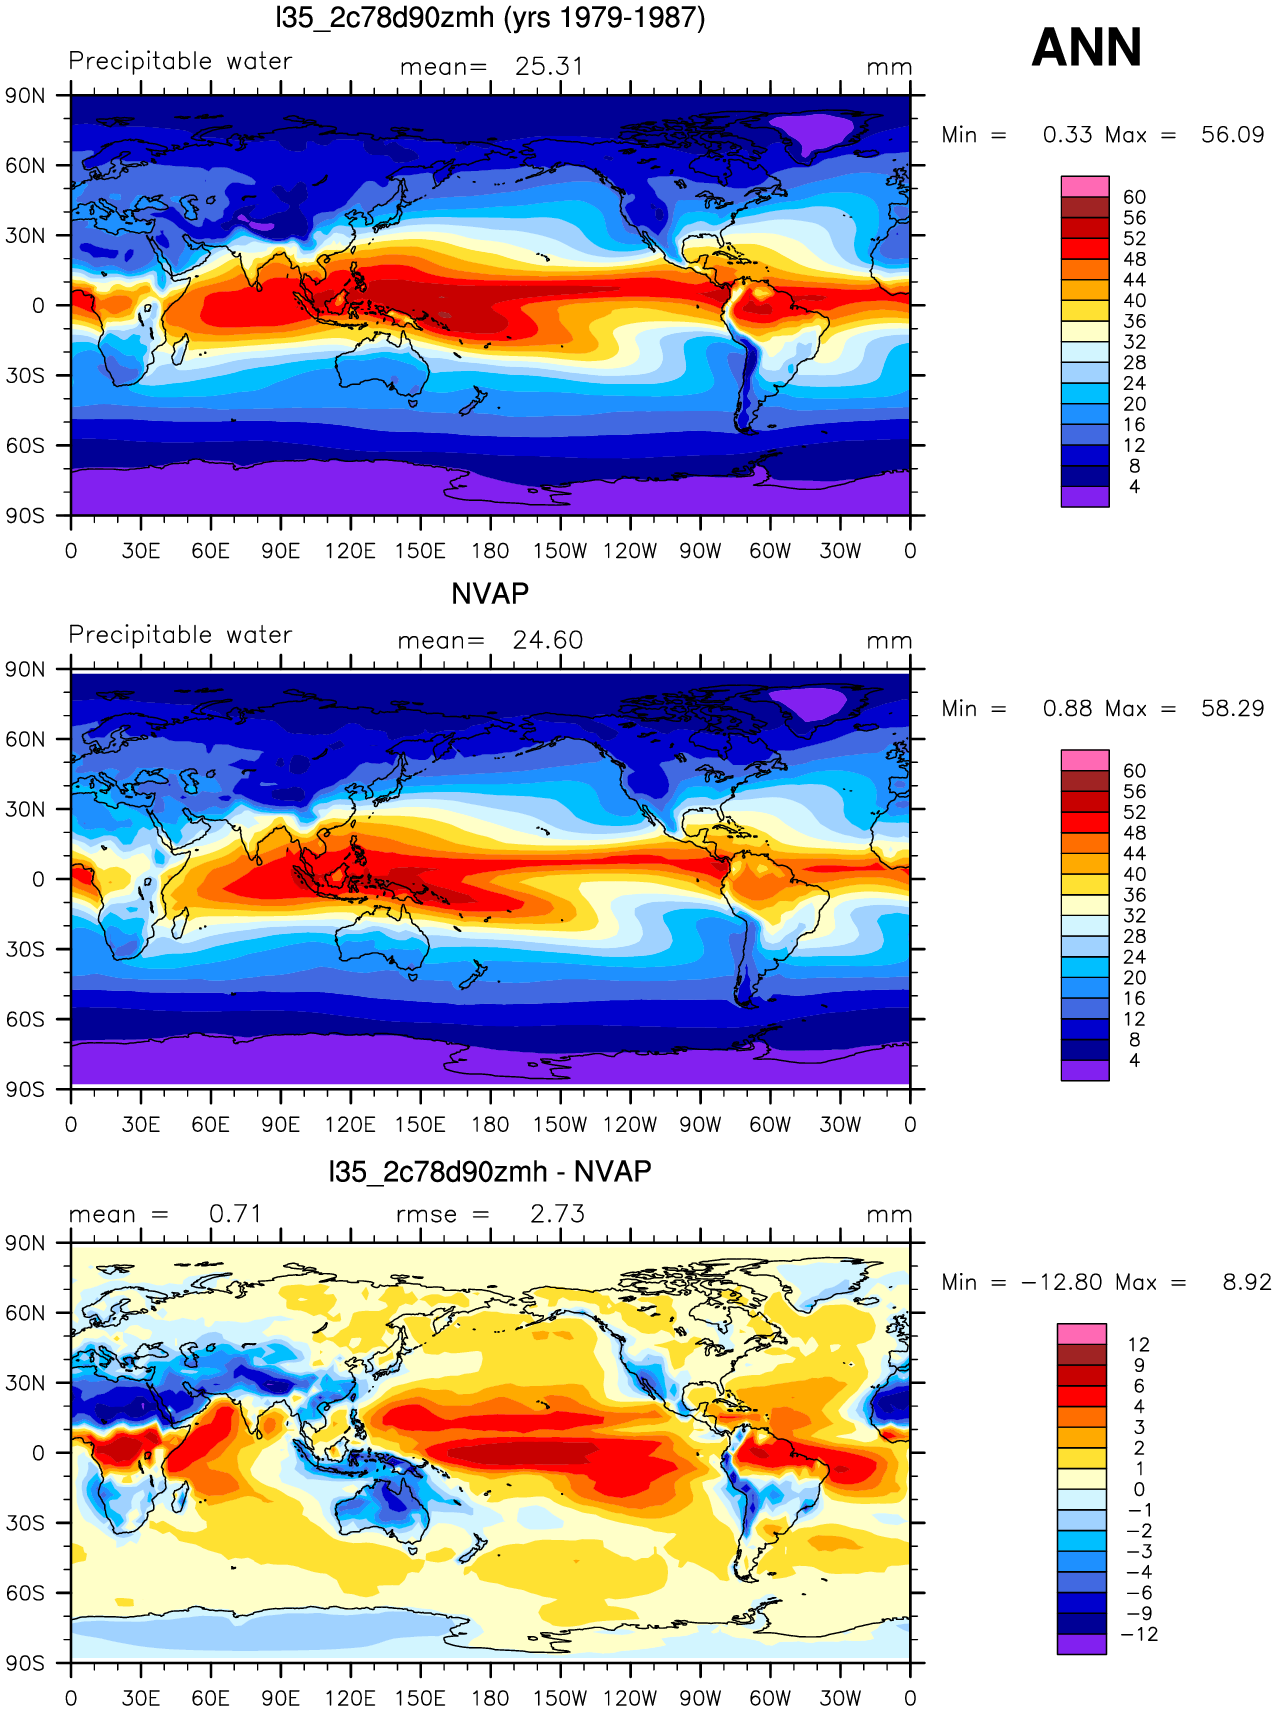 l35_2c78d90zmh (yrs 1979-1987)
ANN
Precipitable water mean= 25.31 mm
Min = 0.33 Max = 56.09
90N
60N
30N
0
30S
60S
90S
0 30E 60E 90E 120E 150E 180 150W 120W 90W 60W 30W 0
60
56
52
48
44
40
36
32
28
24
20
16
12
8
4
NVAP
Precipitable water mean= 24.60 mm
Min = 0.88 Max = 58.29
90N
60N
30N
0
30S
60S
90S
0 30E 60E 90E 120E 150E 180 150W 120W 90W 60W 30W 0
60
56
52
48
44
40
36
32
28
24
20
16
12
8
4
l35_2c78d90zmh - NVAP
mean = 0.71 rmse = 2.73 mm
Min = -12.80 Max = 8.92
90N
60N
30N
0
30S
60S
90S
0 30E 60E 90E 120E 150E 180 150W 120W 90W 60W 30W 0
12
9
6
4
3
2
1
0
-1
-2
-3
-4
-6
-9
-12